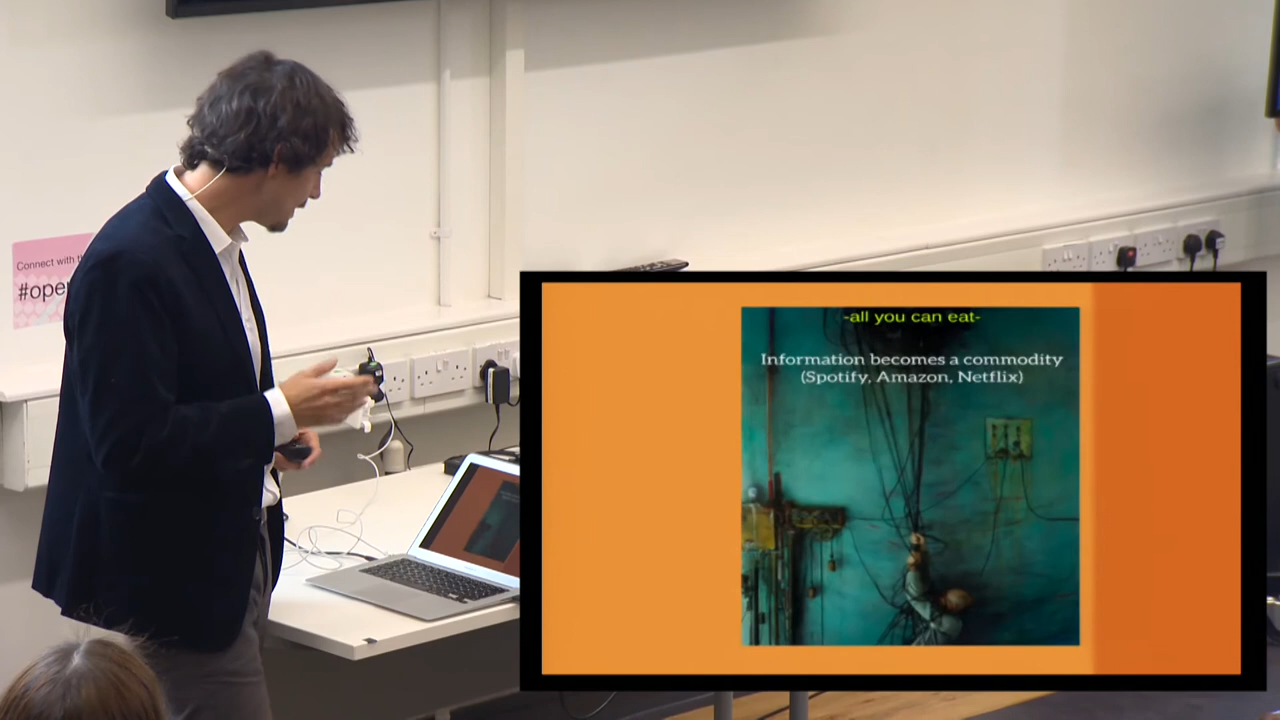 Connect with
#ope
-all you can eat-
Information becomes a commodity
(Spotify, Amazon, Netflix)